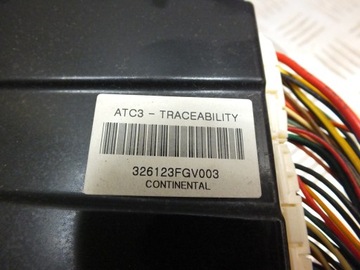 ATC3 - TRACEABILITY
326123FGV003
CONTINENTAL